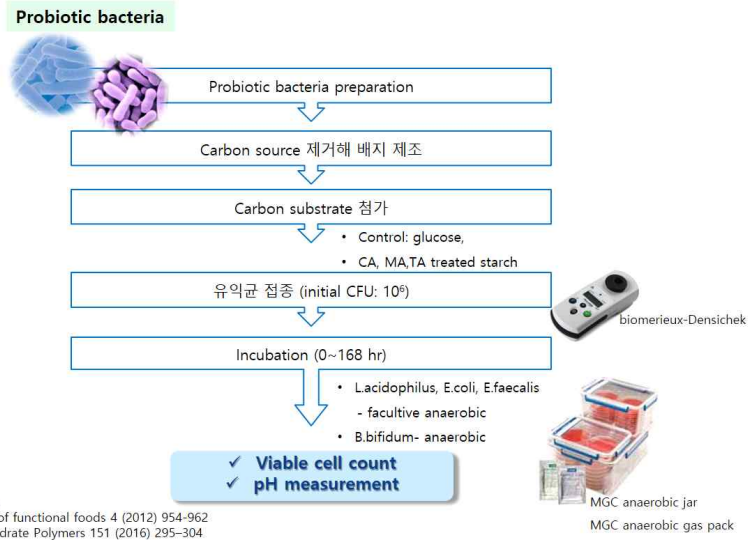 Probiotic bacteria
Probiotic bacteria preparation
Carbon source 제거해 배지 제조
Carbon substrate 첨가
• Control: glucose,
• CA, MA,TA treated starch
유익균 접종 (initial CFU: 10⁶)
biomerieux-Densichek
Incubation (0~168 hr)
• L.acidophilus, E.coli, E.faecalis
- facultive anaerobic
• B.bifidum- anaerobic
✓ Viable cell count
✓ pH measurement
MGC anaerobic jar
MGC anaerobic gas pack
of functional foods 4 (2012) 954-962
drate Polymers 151 (2016) 295–304